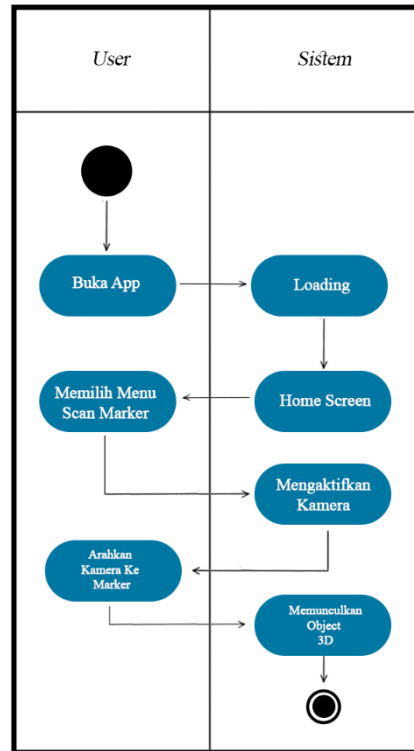 User
Sistem
Buka App
Loading
Home Screen
Memilih Menu
Scan Marker
Mengaktifkan
Kamera
Arahkan
Kamera Ke
Marker
Memunculkan
Object
3D